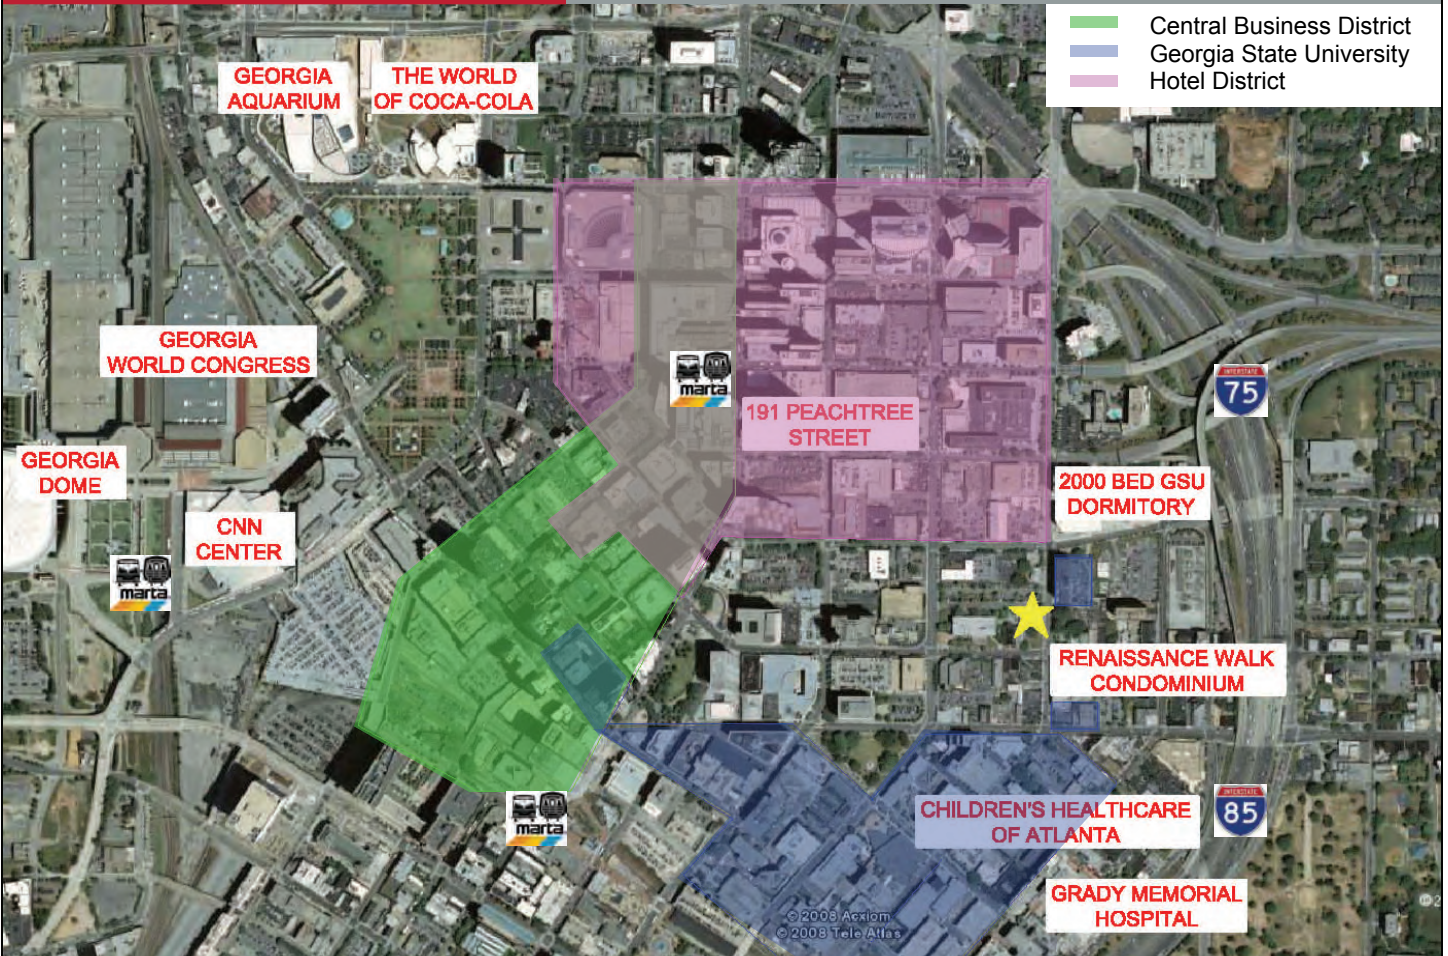 Central Business District
Georgia State University
Hotel District
GEORGIA
AQUARIUM
THE WORLD
OF COCA-COLA
GEORGIA
WORLD CONGRESS
marta
INTERSTATE
75
191 PEACHTREE
STREET
GEORGIA
DOME
2000 BED GSU
DORMITORY
CNN
CENTER
marta
RENAISSANCE WALK
CONDOMINIUM
INTERSTATE
85
marta
CHILDREN'S HEALTHCARE
OF ATLANTA
GRADY MEMORIAL
HOSPITAL
© 2008 Acxiom
© 2008 Tele Atlas